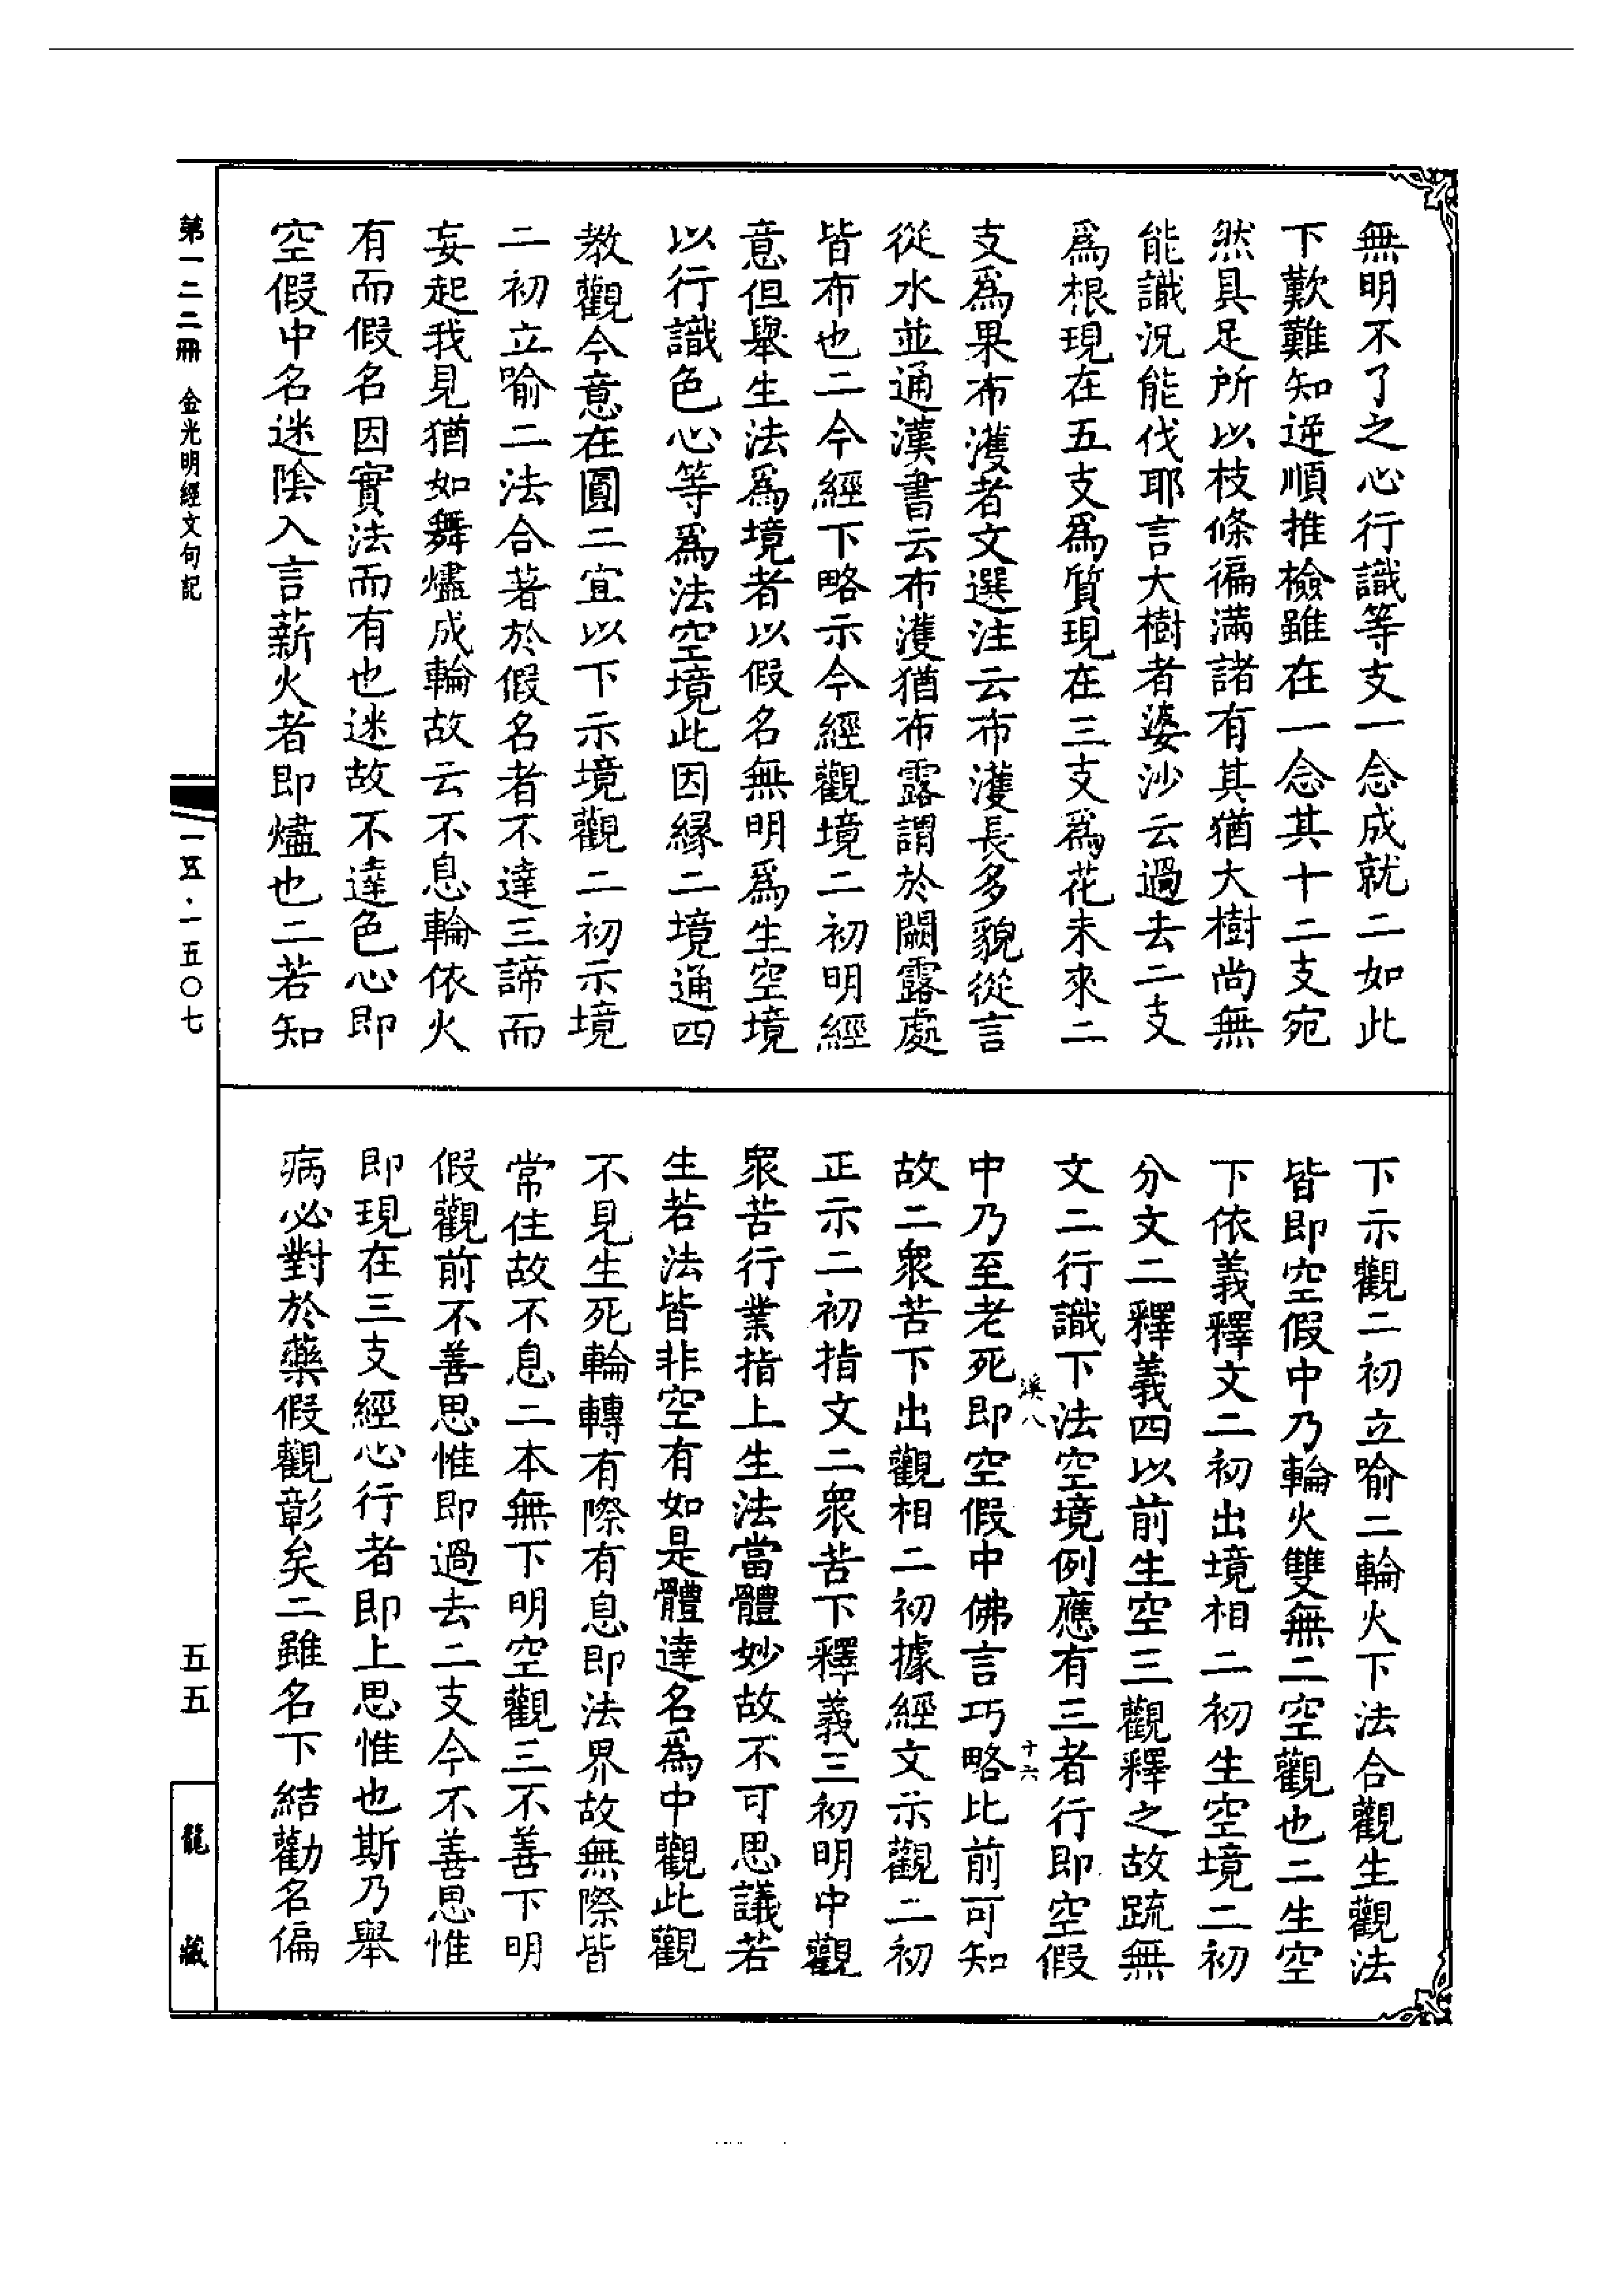 無明不了之心行識等支一念成就二如此
下歎難知逆順推檢雖在一念其十二支宛
然具足所以枝條徧滿諸有其猶大樹尚無
能識況能伐耶言大樹者婆沙云過去二支
爲根現在五支爲質現在三支爲花未來二
支爲果布濩者文選注云布濩長多貌從言
從水並通漢書云布濩猶布露謂於闕露處
皆布也二今經下略示今經觀境二初明經
意但舉生法爲境者以假名無明爲生空境
以行識色心等爲法空境此因緣二境通四
教觀今意在圓二宜以下示境觀二初示境
二初立喻二法合著於假名者不達三諦而
妄起我見猶如舞燼成輪故云不息輪依火
有而假名因實法而有也迷故不達色心即
空假中名迷陰入言薪火者即燼也二若知
下示觀二初立喻二輪火下法合觀生觀法
皆即空假中乃輪火雙無二空觀也二生空
下依義釋文二初出境相二初生空境二初
分文二釋義四以前生空三觀釋之故疏無
文二行識下法空境例應有三者行即空假
溪八
十六
中乃至老死即空假中佛言巧略比前可知
故二衆苦下出觀相二初據經文示觀二初
正示二初指文二衆苦下釋義三初明中觀
衆苦行業指上生法當體妙故不可思議若
生若法皆非空有如是體達名爲中觀此觀
不見生死輪轉有際有息即法界故無際皆
常住故不息二本無下明空觀三不善下明
假觀前不善思惟即過去二支今不善思惟
即現在三支經心行者即上思惟也斯乃舉
病必對於藥假觀彰矣二雖名下結勸名偏
第一二二冊 金光明經文句記
一五·一五〇七
五五
龍藏